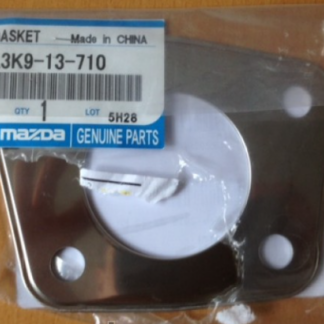 ASKET Made in CHINA
3K9-13-710
QTY 1 LOT 5H28
mazda GENUINE PARTS